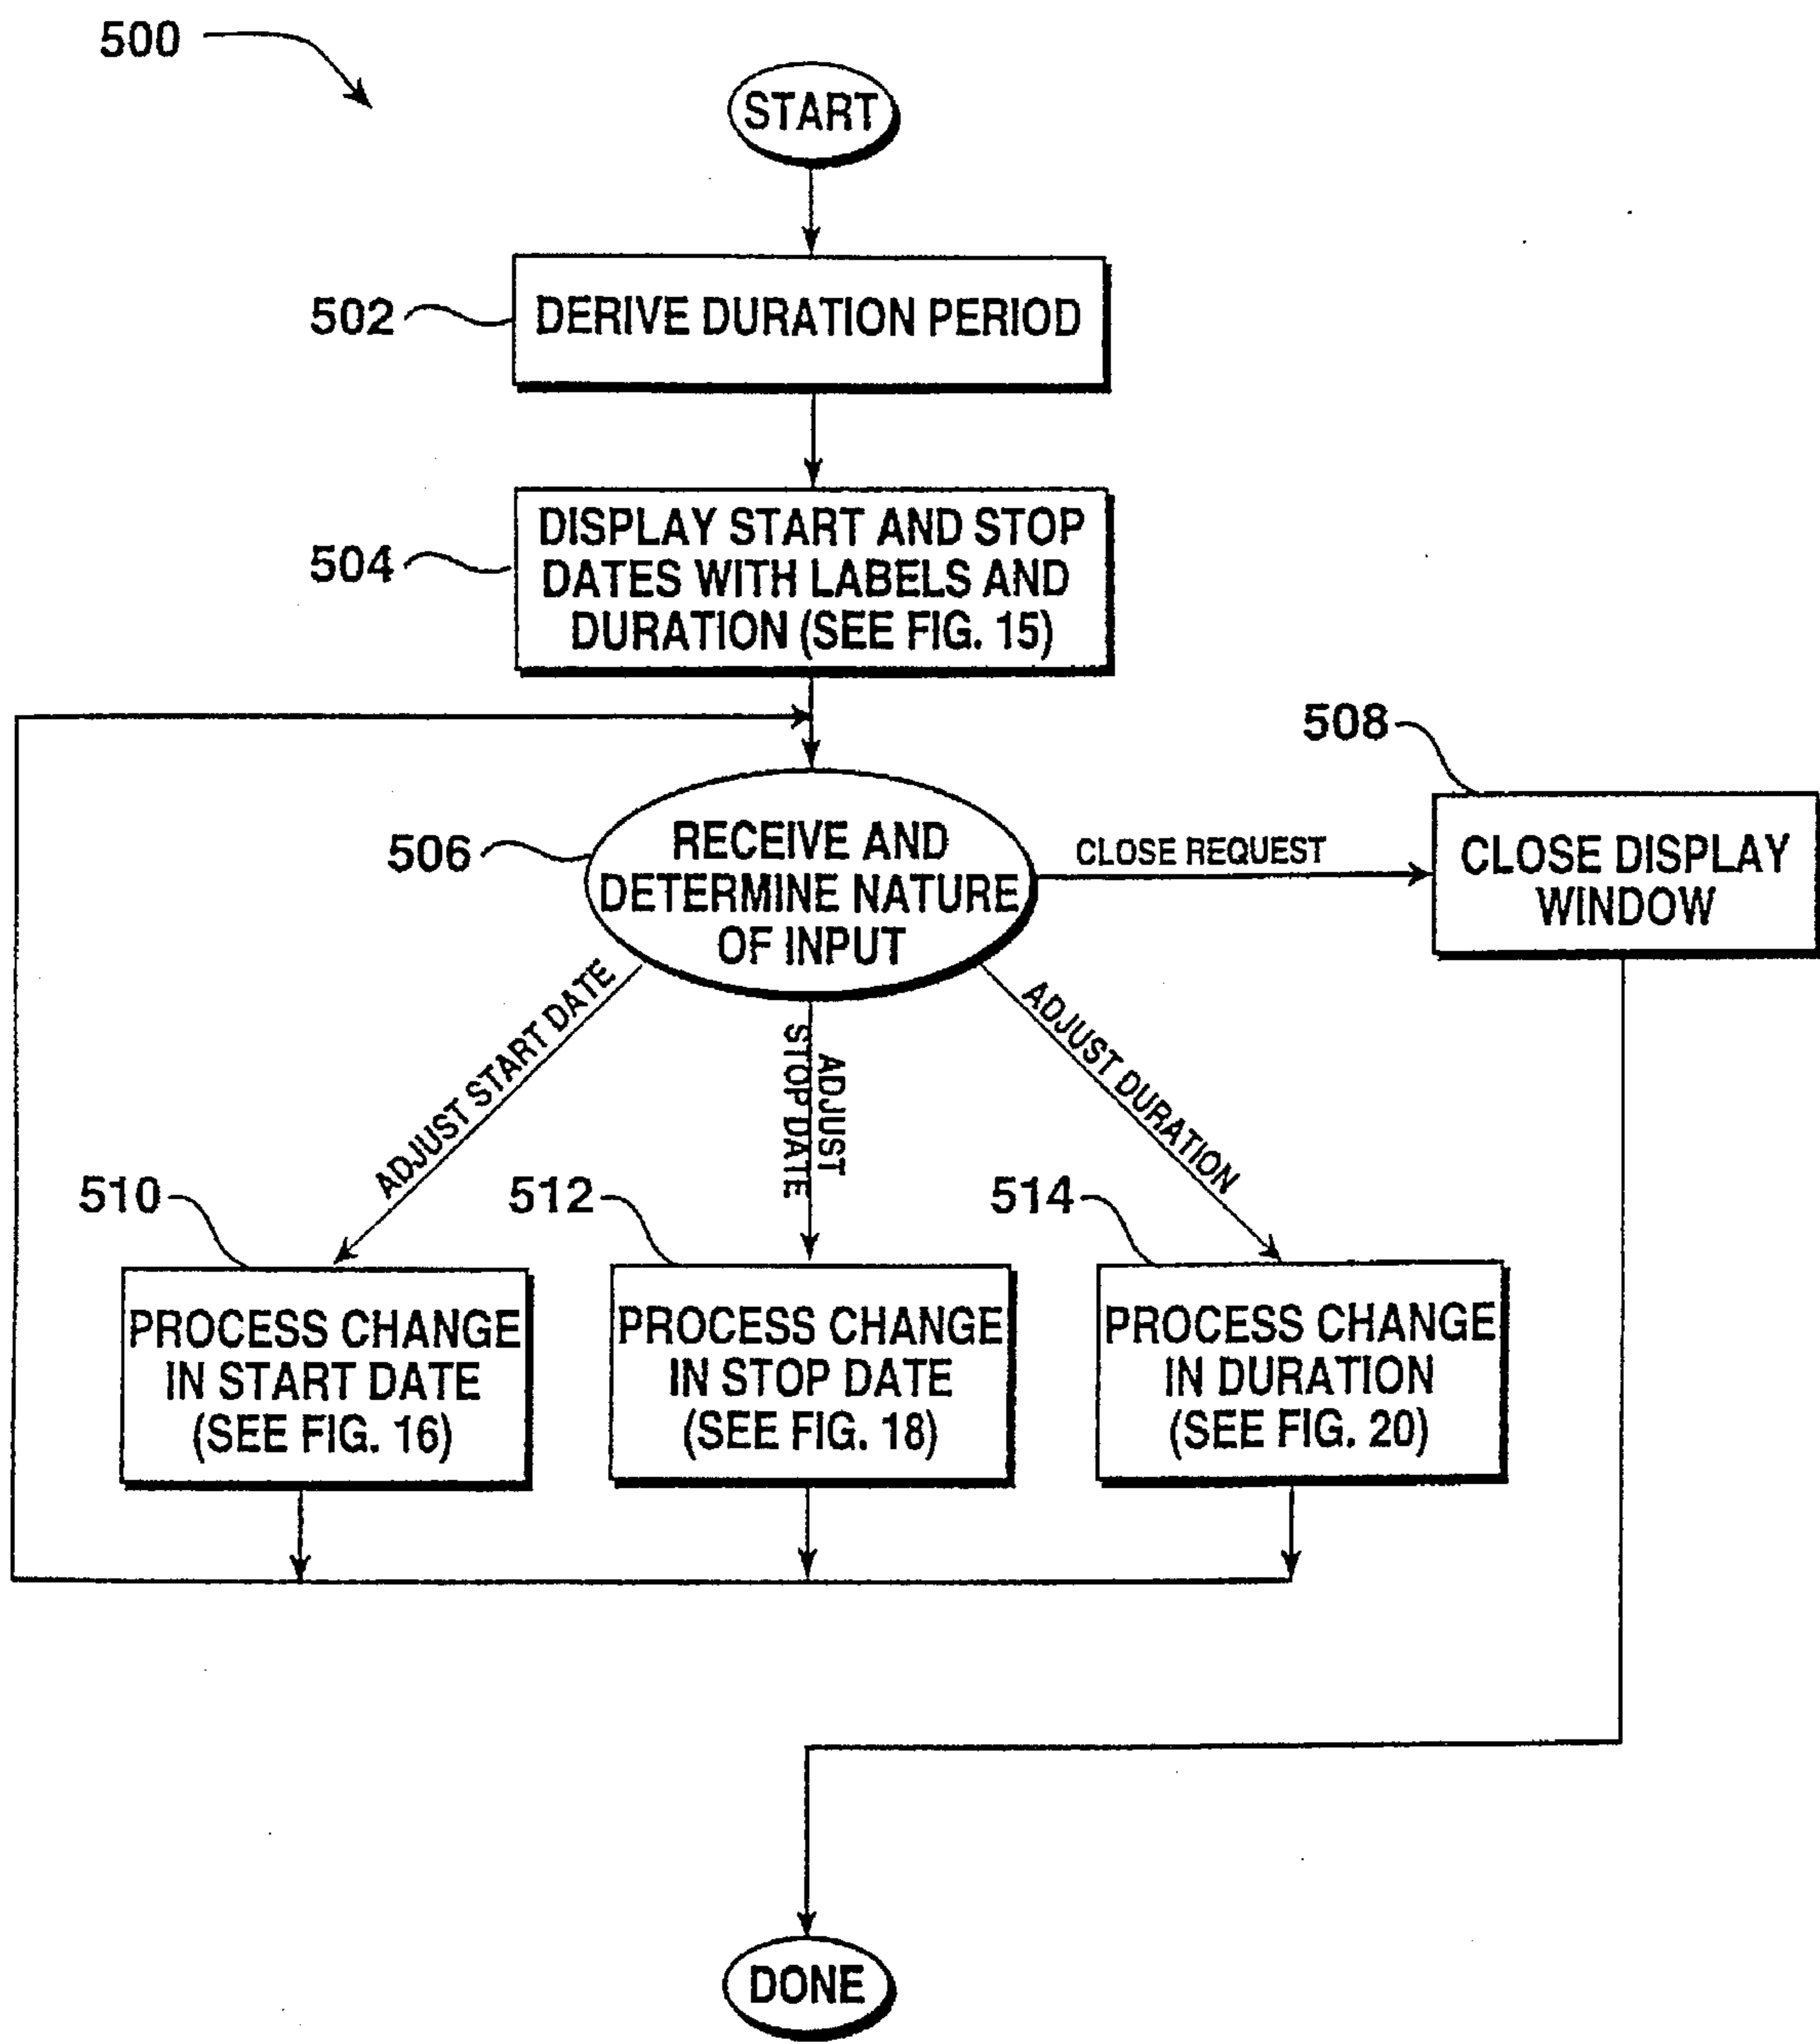 500
START
502
DERIVE DURATION PERIOD
504
DISPLAY START AND STOP
DATES WITH LABELS AND
DURATION (SEE FIG. 15)
506
RECEIVE AND
DETERMINE NATURE
OF INPUT
CLOSE REQUEST
508
CLOSE DISPLAY
WINDOW
ADJUST START DATE
ADJUST
STOP DATE
ADJUST DURATION
510
PROCESS CHANGE
IN START DATE
(SEE FIG. 16)
512
PROCESS CHANGE
IN STOP DATE
(SEE FIG. 18)
514
PROCESS CHANGE
IN DURATION
(SEE FIG. 20)
DONE